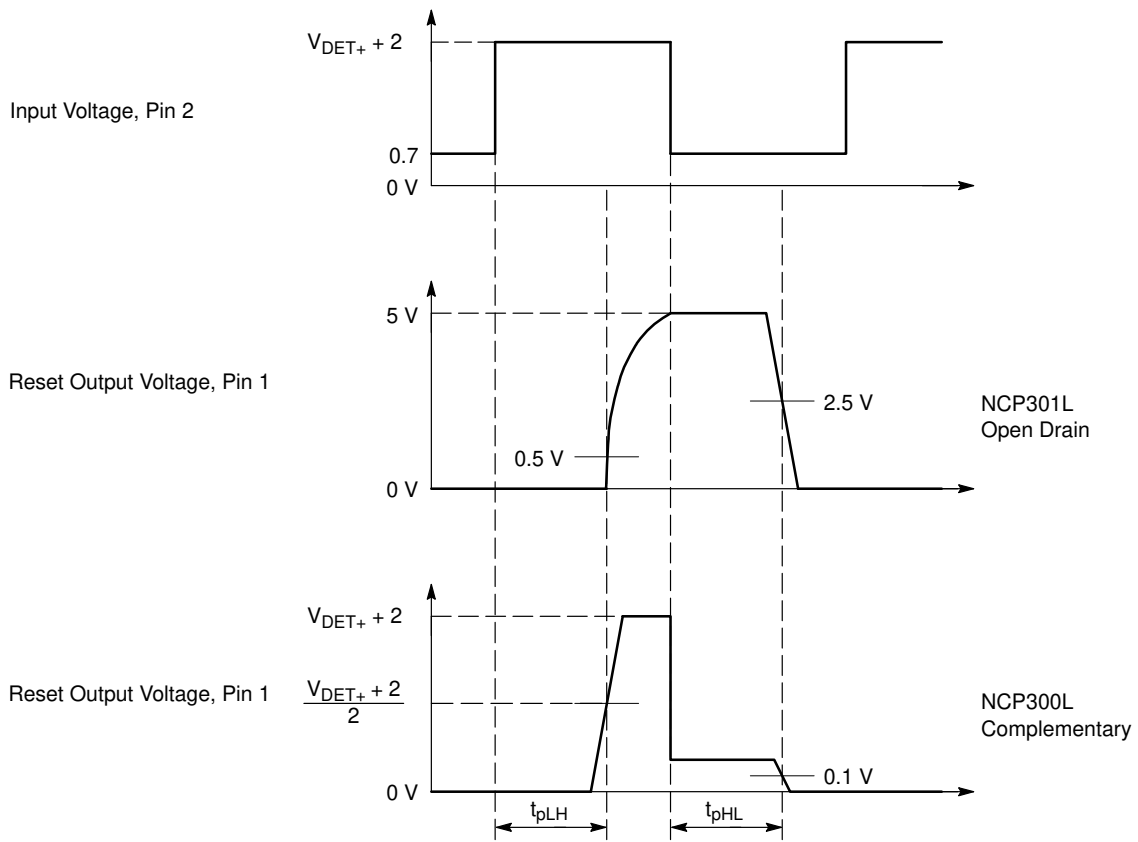 V_DET+ + 2
Input Voltage, Pin 2
0.7
0 V
5 V
Reset Output Voltage, Pin 1
2.5 V
NCP301L
Open Drain
0.5 V
0 V
V_DET+ + 2
Reset Output Voltage, Pin 1
V_DET+ + 2
2
NCP300L
Complementary
0.1 V
0 V
t_pLH
t_pHL